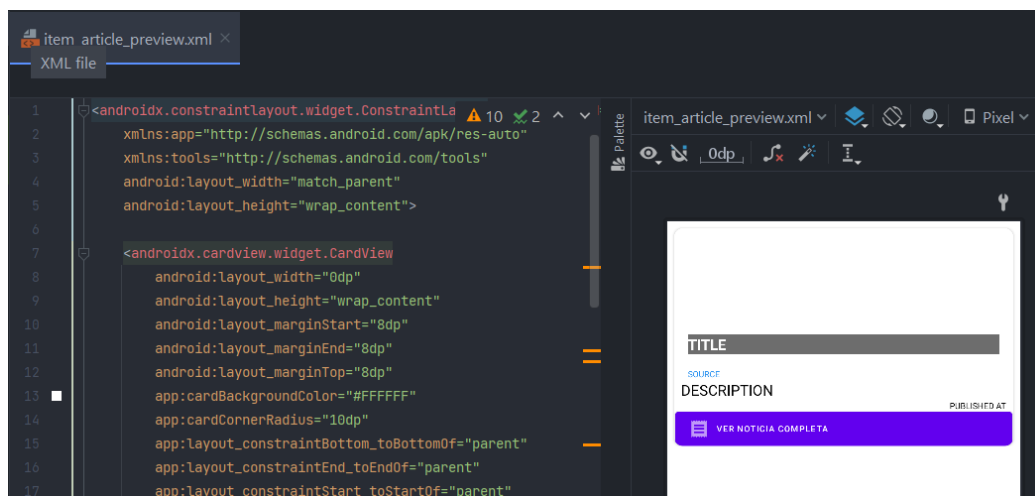 item_article_preview.xml
XML file
1 <androidx.constraintlayout.widget.ConstraintLa 10 2
2 xmlns:app="http://schemas.android.com/apk/res-auto"
3 xmlns:tools="http://schemas.android.com/tools"
4 android:layout_width="match_parent"
5 android:layout_height="wrap_content">
6
7 <androidx.cardview.widget.CardView
8 android:layout_width="0dp"
9 android:layout_height="wrap_content"
10 android:layout_marginStart="8dp"
11 android:layout_marginEnd="8dp"
12 android:layout_marginTop="8dp"
13 app:cardBackgroundColor="#FFFFFF"
14 app:cardCornerRadius="10dp"
15 app:layout_constraintBottom_toBottomOf="parent"
16 app:layout_constraintEnd_toEndOf="parent"
17 app:layout_constraintStart_toStartOf="parent"
Palette
item_article_preview.xml Pixel
0dp
TITLE
SOURCE
DESCRIPTION
PUBLISHED AT
VER NOTICIA COMPLETA